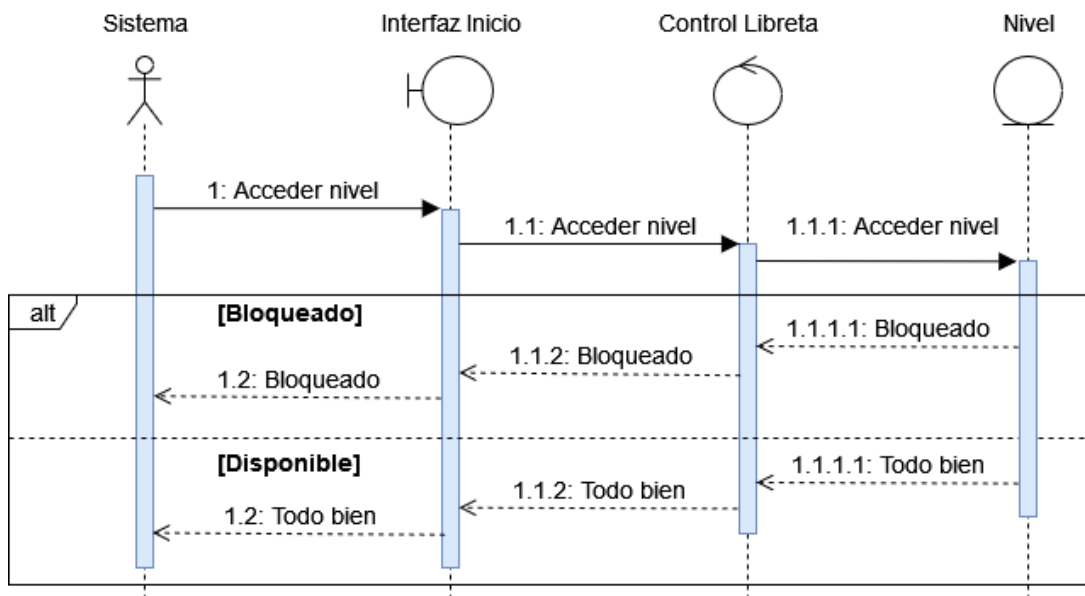 Sistema
Interfaz Inicio
Control Libreta
Nivel
1: Acceder nivel
1.1: Acceder nivel
1.1.1: Acceder nivel
alt
[Bloqueado]
1.1.1.1: Bloqueado
1.1.2: Bloqueado
1.2: Bloqueado
[Disponible]
1.1.1.1: Todo bien
1.1.2: Todo bien
1.2: Todo bien